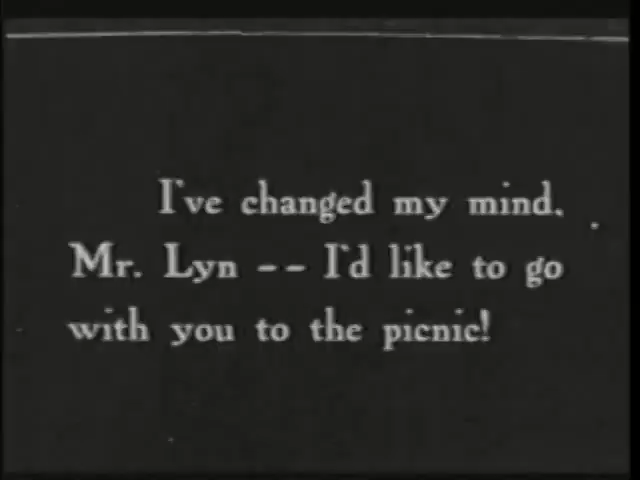 I've changed my mind,
Mr. Lyn -- I'd like to go
with you to the picnic!